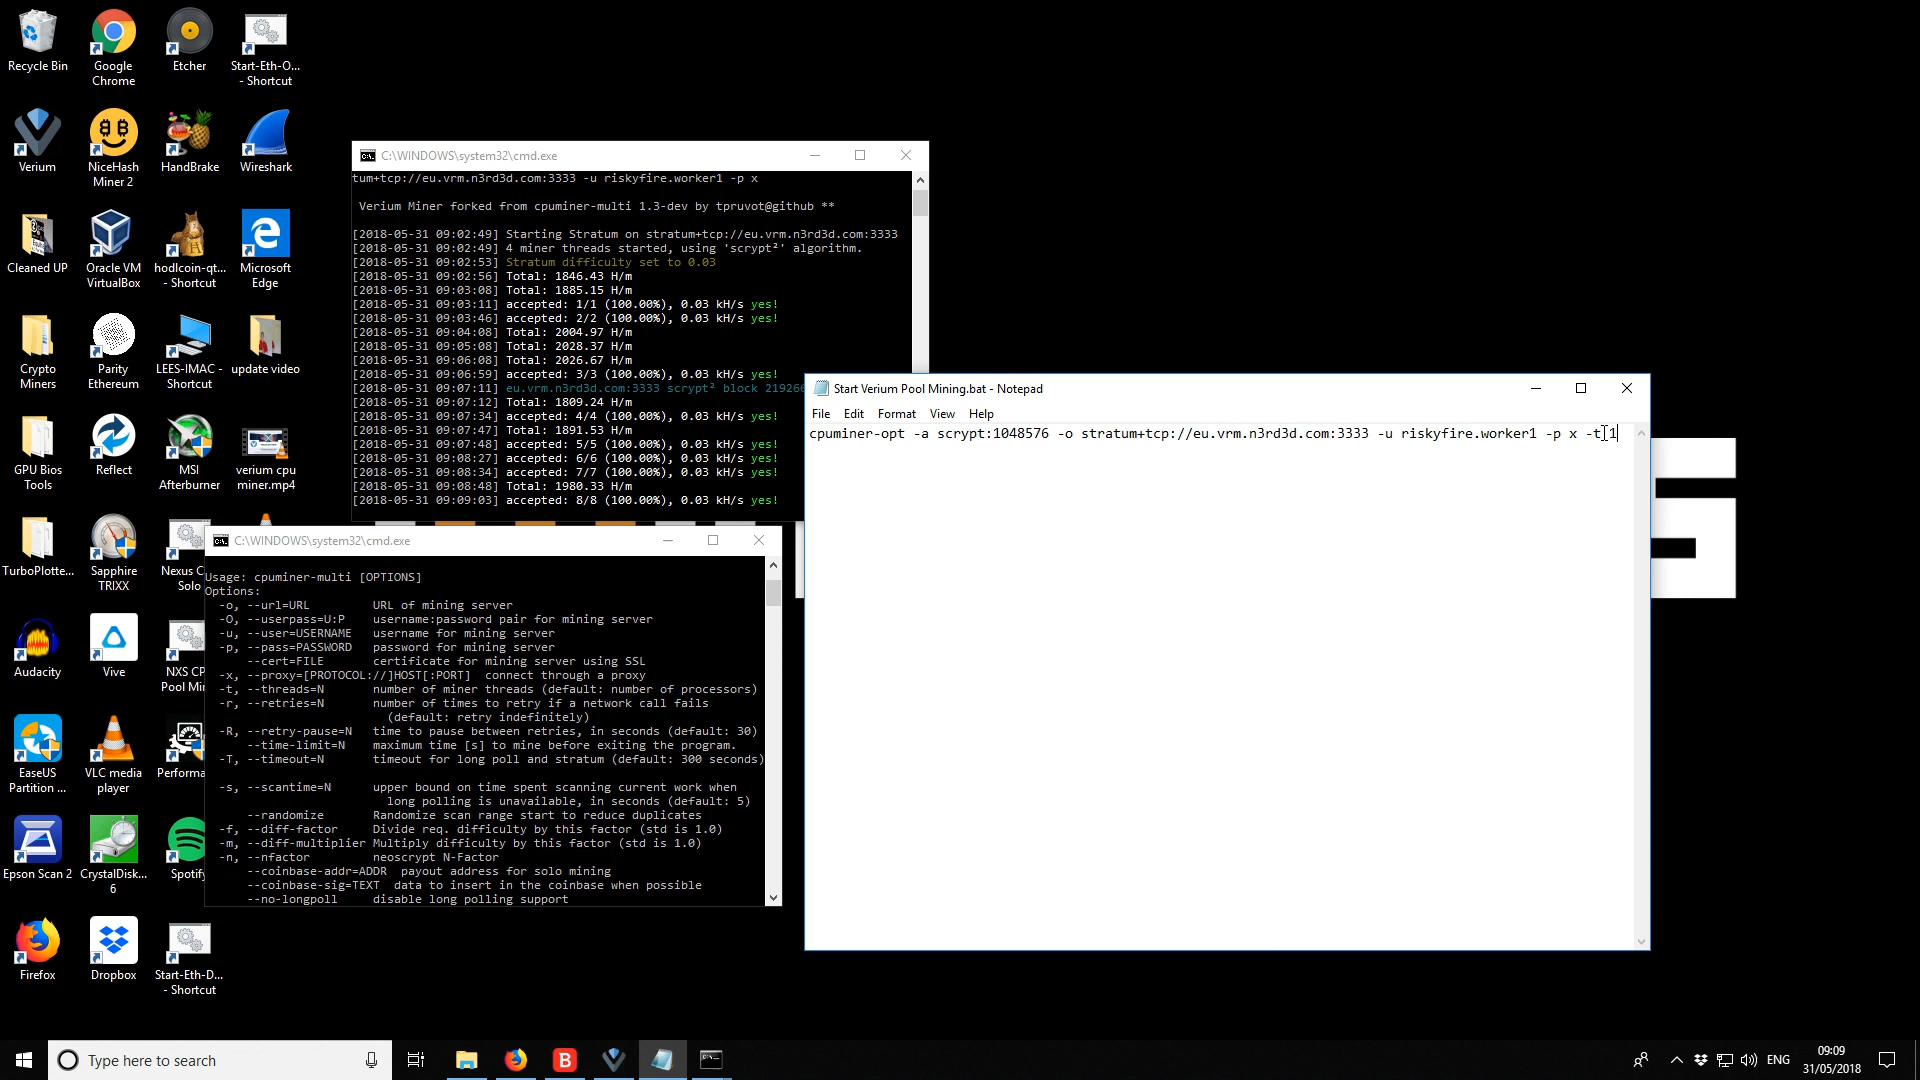 Recycle Bin
Google
Chrome
Etcher
Start-Eth-O...
- Shortcut
Verium
NiceHash
Miner 2
HandBrake
Wireshark
Cleaned UP
Oracle VM
VirtualBox
hodlcoin-qt...
- Shortcut
Microsoft
Edge
Crypto
Miners
Parity
Ethereum
LEES-IMAC -
Shortcut
update video
GPU Bios
Tools
Reflect
MSI
Afterburner
verium cpu
miner.mp4
TurboPlotte...
Sapphire
TRIXX
Nexus C
Solo
Audacity
Vive
NXS CP
Pool Mi
EaseUS
Partition ...
VLC media
player
Performa
Epson Scan 2
CrystalDisk...
6
Spotify
Firefox
Dropbox
Start-Eth-D...
- Shortcut
C:\WINDOWS\system32\cmd.exe
tum+tcp://eu.vrm.n3rd3d.com:3333 -u riskyfire.worker1 -p x
Verium Miner forked from cpuminer-multi 1.3-dev by tpruvot@github **
[2018-05-31 09:02:49] Starting Stratum on stratum+tcp://eu.vrm.n3rd3d.com:3333
[2018-05-31 09:02:49] 4 miner threads started, using 'scrypt²' algorithm.
[2018-05-31 09:02:53] Stratum difficulty set to 0.03
[2018-05-31 09:02:56] Total: 1846.43 H/m
[2018-05-31 09:03:08] Total: 1885.15 H/m
[2018-05-31 09:03:11] accepted: 1/1 (100.00%), 0.03 kH/s yes!
[2018-05-31 09:03:46] accepted: 2/2 (100.00%), 0.03 kH/s yes!
[2018-05-31 09:04:08] Total: 2004.97 H/m
[2018-05-31 09:05:08] Total: 2028.37 H/m
[2018-05-31 09:06:08] Total: 2026.67 H/m
[2018-05-31 09:06:59] accepted: 3/3 (100.00%), 0.03 kH/s yes!
[2018-05-31 09:07:11] eu.vrm.n3rd3d.com:3333 scrypt² block 219266
[2018-05-31 09:07:12] Total: 1809.24 H/m
[2018-05-31 09:07:34] accepted: 4/4 (100.00%), 0.03 kH/s yes!
[2018-05-31 09:07:47] Total: 1891.53 H/m
[2018-05-31 09:07:48] accepted: 5/5 (100.00%), 0.03 kH/s yes!
[2018-05-31 09:08:27] accepted: 6/6 (100.00%), 0.03 kH/s yes!
[2018-05-31 09:08:34] accepted: 7/7 (100.00%), 0.03 kH/s yes!
[2018-05-31 09:08:48] Total: 1980.33 H/m
[2018-05-31 09:09:03] accepted: 8/8 (100.00%), 0.03 kH/s yes!
C:\WINDOWS\system32\cmd.exe
Usage: cpuminer-multi [OPTIONS]
Options:
-o, --url=URL URL of mining server
-O, --userpass=U:P username:password pair for mining server
-u, --user=USERNAME username for mining server
-p, --pass=PASSWORD password for mining server
--cert=FILE certificate for mining server using SSL
-x, --proxy=[PROTOCOL://]HOST[:PORT] connect through a proxy
-t, --threads=N number of miner threads (default: number of processors)
-r, --retries=N number of times to retry if a network call fails
(default: retry indefinitely)
-R, --retry-pause=N time to pause between retries, in seconds (default: 30)
--time-limit=N maximum time [s] to mine before exiting the program.
-T, --timeout=N timeout for long poll and stratum (default: 300 seconds)
-s, --scantime=N upper bound on time spent scanning current work when
long polling is unavailable, in seconds (default: 5)
--randomize Randomize scan range start to reduce duplicates
-f, --diff-factor Divide req. difficulty by this factor (std is 1.0)
-m, --diff-multiplier Multiply difficulty by this factor (std is 1.0)
-n, --nfactor neoscrypt N-Factor
--coinbase-addr=ADDR payout address for solo mining
--coinbase-sig=TEXT data to insert in the coinbase when possible
--no-longpoll disable long polling support
Start Verium Pool Mining.bat - Notepad
File Edit Format View Help
cpuminer-opt -a scrypt:1048576 -o stratum+tcp://eu.vrm.n3rd3d.com:3333 -u riskyfire.worker1 -p x -t 1
Type here to search
ENG
09:09
31/05/2018